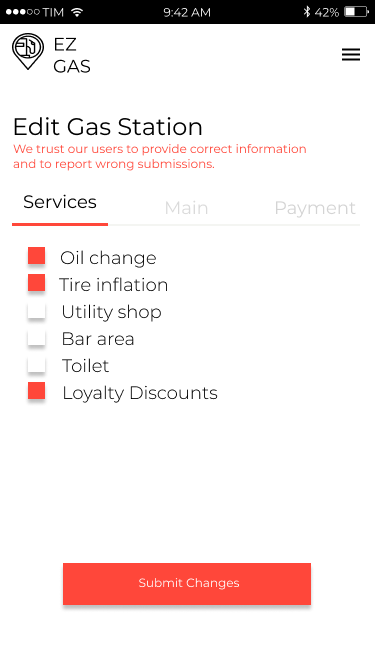 TIM 9:42 AM 42%
EZ
GAS
Edit Gas Station
We trust our users to provide correct information
and to report wrong submissions.
Services Main Payment
Oil change
Tire inflation
Utility shop
Bar area
Toilet
Loyalty Discounts
Submit Changes